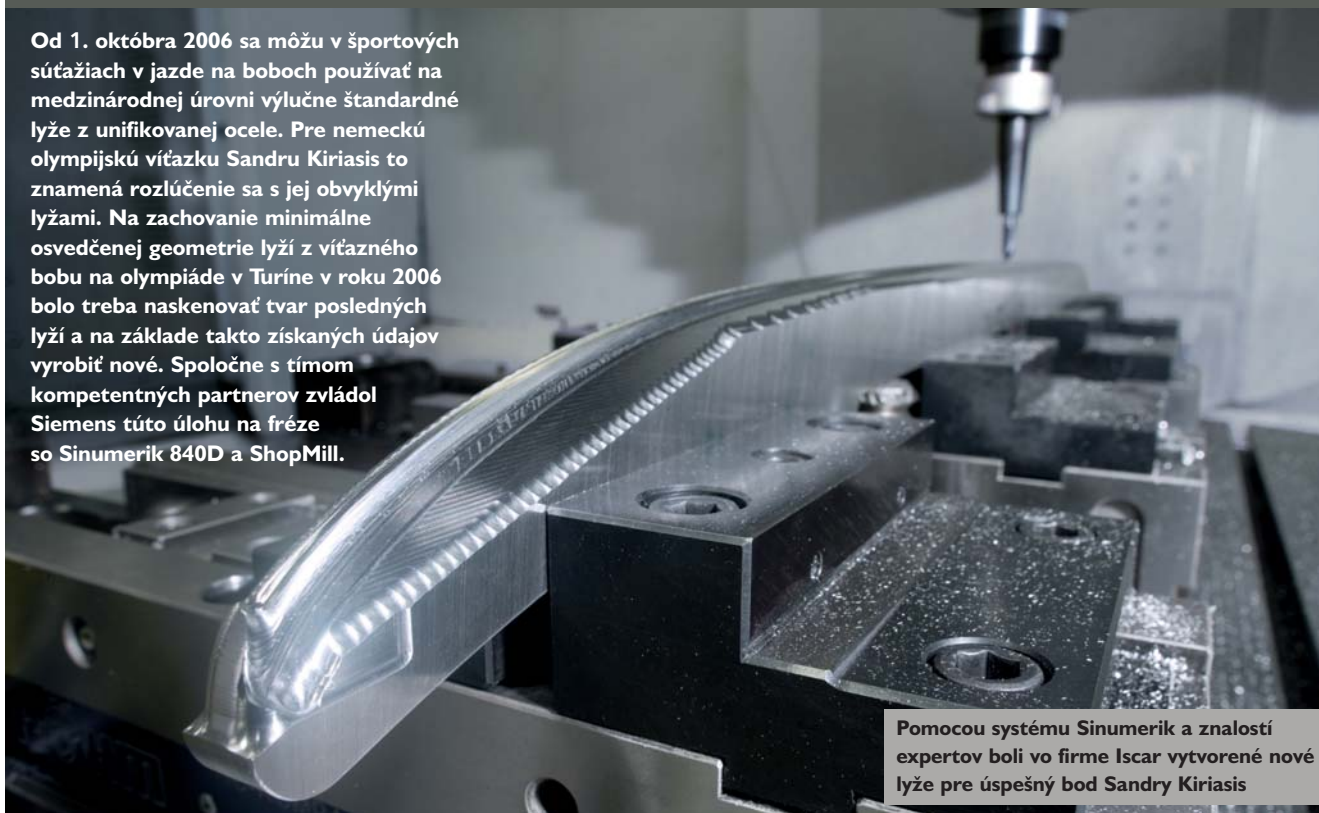 Od 1. októbra 2006 sa môžu v športových
súťažiach v jazde na boboch používať na
medzinárodnej úrovni výlučne štandardné
lyže z unifikovanej ocele. Pre nemeckú
olympijskú víťazku Sandru Kiriasis to
znamená rozlúčenie sa s jej obvyklými
lyžami. Na zachovanie minimálne
osvedčenej geometrie lyží z víťazného
bobu na olympiáde v Turíne v roku 2006
bolo treba naskenovať tvar posledných
lyží a na základe takto získaných údajov
vyrobiť nové. Spoločne s tímom
kompetentných partnerov zvládol
Siemens túto úlohu na fréze
so Sinumerik 840D a ShopMill.
Pomocou systému Sinumerik a znalostí
expertov boli vo firme Iscar vytvorené nové
lyže pre úspešný bod Sandry Kiriasis